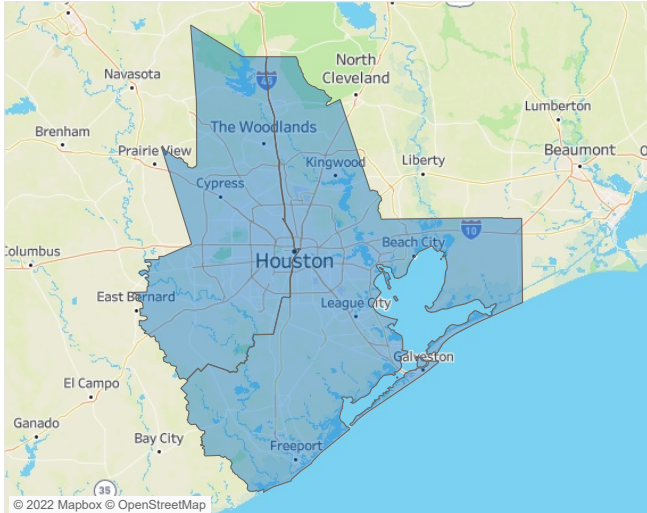 North
Cleveland
Navasota
45
Lumberton
Brenham
The Woodlands
Prairie View
Beaumont
Kingwood
Liberty
Cypress
10
Beach City
Columbus
Houston
East Bernard
League City
Galveston
El Campo
Ganado
Bay City
Freeport
35
© 2022 Mapbox © OpenStreetMap